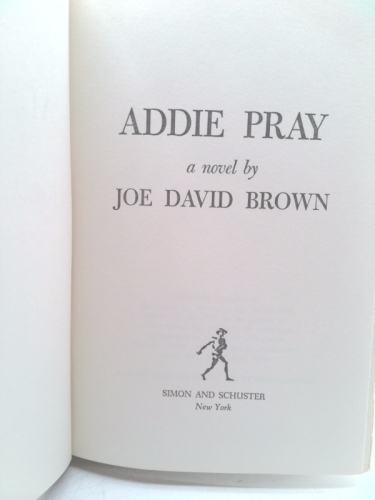 ADDIE PRAY
a novel by
JOE DAVID BROWN
SIMON AND SCHUSTER
New York